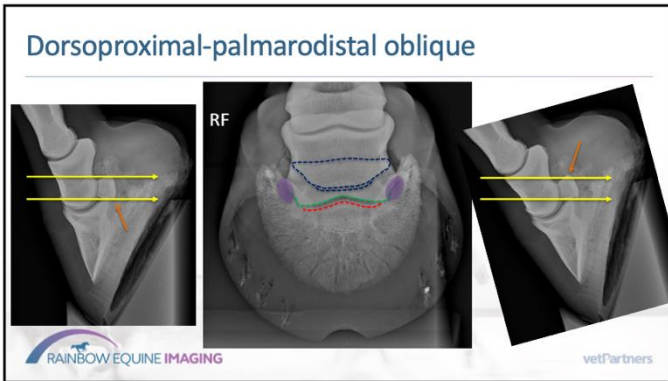 Dorsoproximal-palmarodistal oblique
RF
RAINBOW EQUINE IMAGING
vetPartners